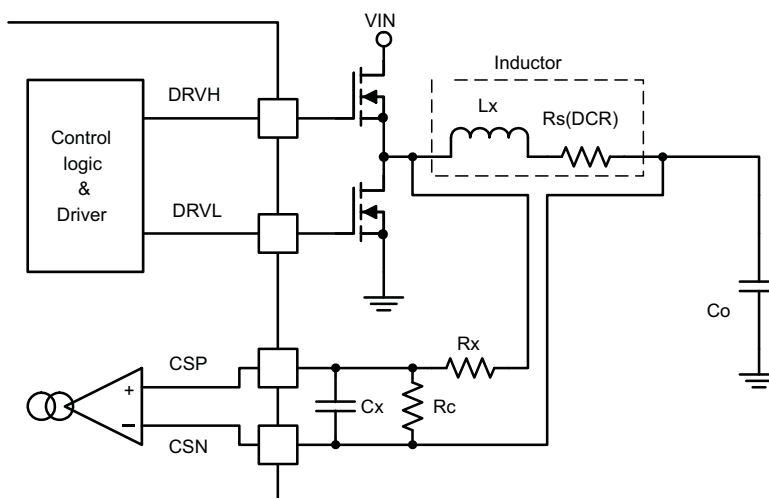 VIN
Inductor
DRVH
Lx
Rs(DCR)
Control
logic
&
Driver
DRVL
Co
CSP
Rx
+
Cx
Rc
−
CSN